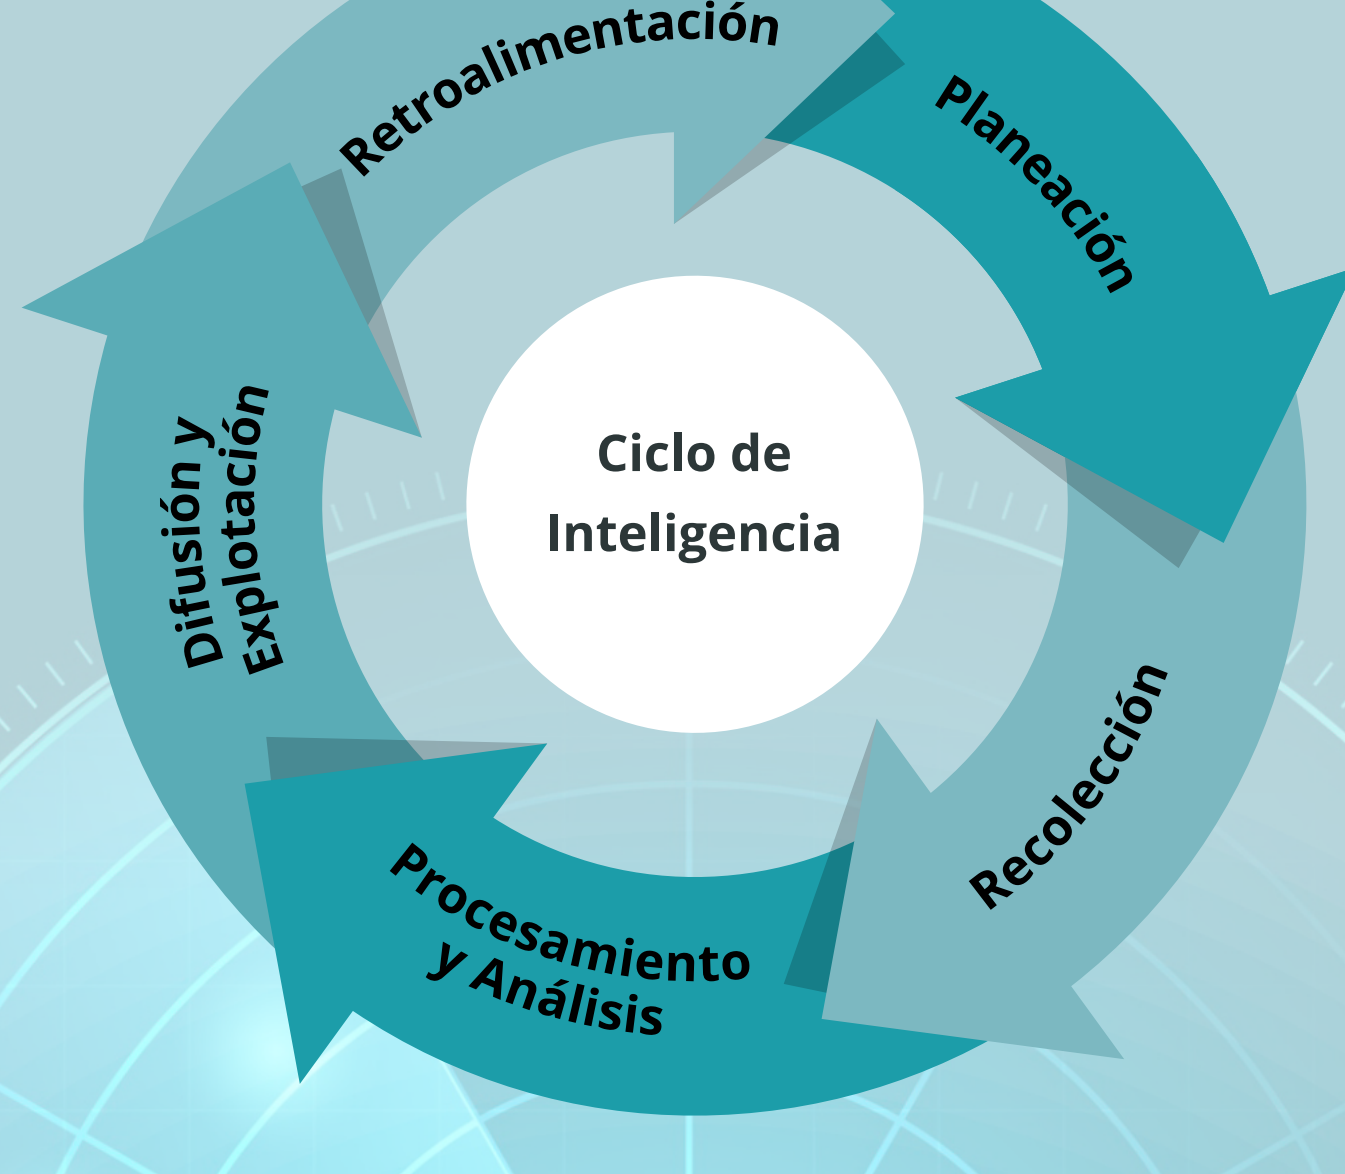 Retroalimentación
Planeación
Ciclo de
Inteligencia
Difusión y
Explotación
Recolección
Procesamiento
y Análisis